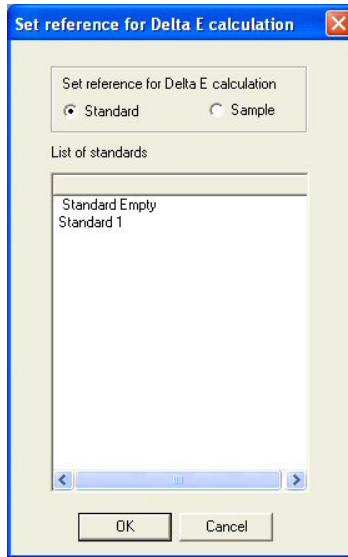 Set reference for Delta E calculation
Set reference for Delta E calculation
Standard Sample
List of standards
Standard Empty
Standard 1
OK Cancel